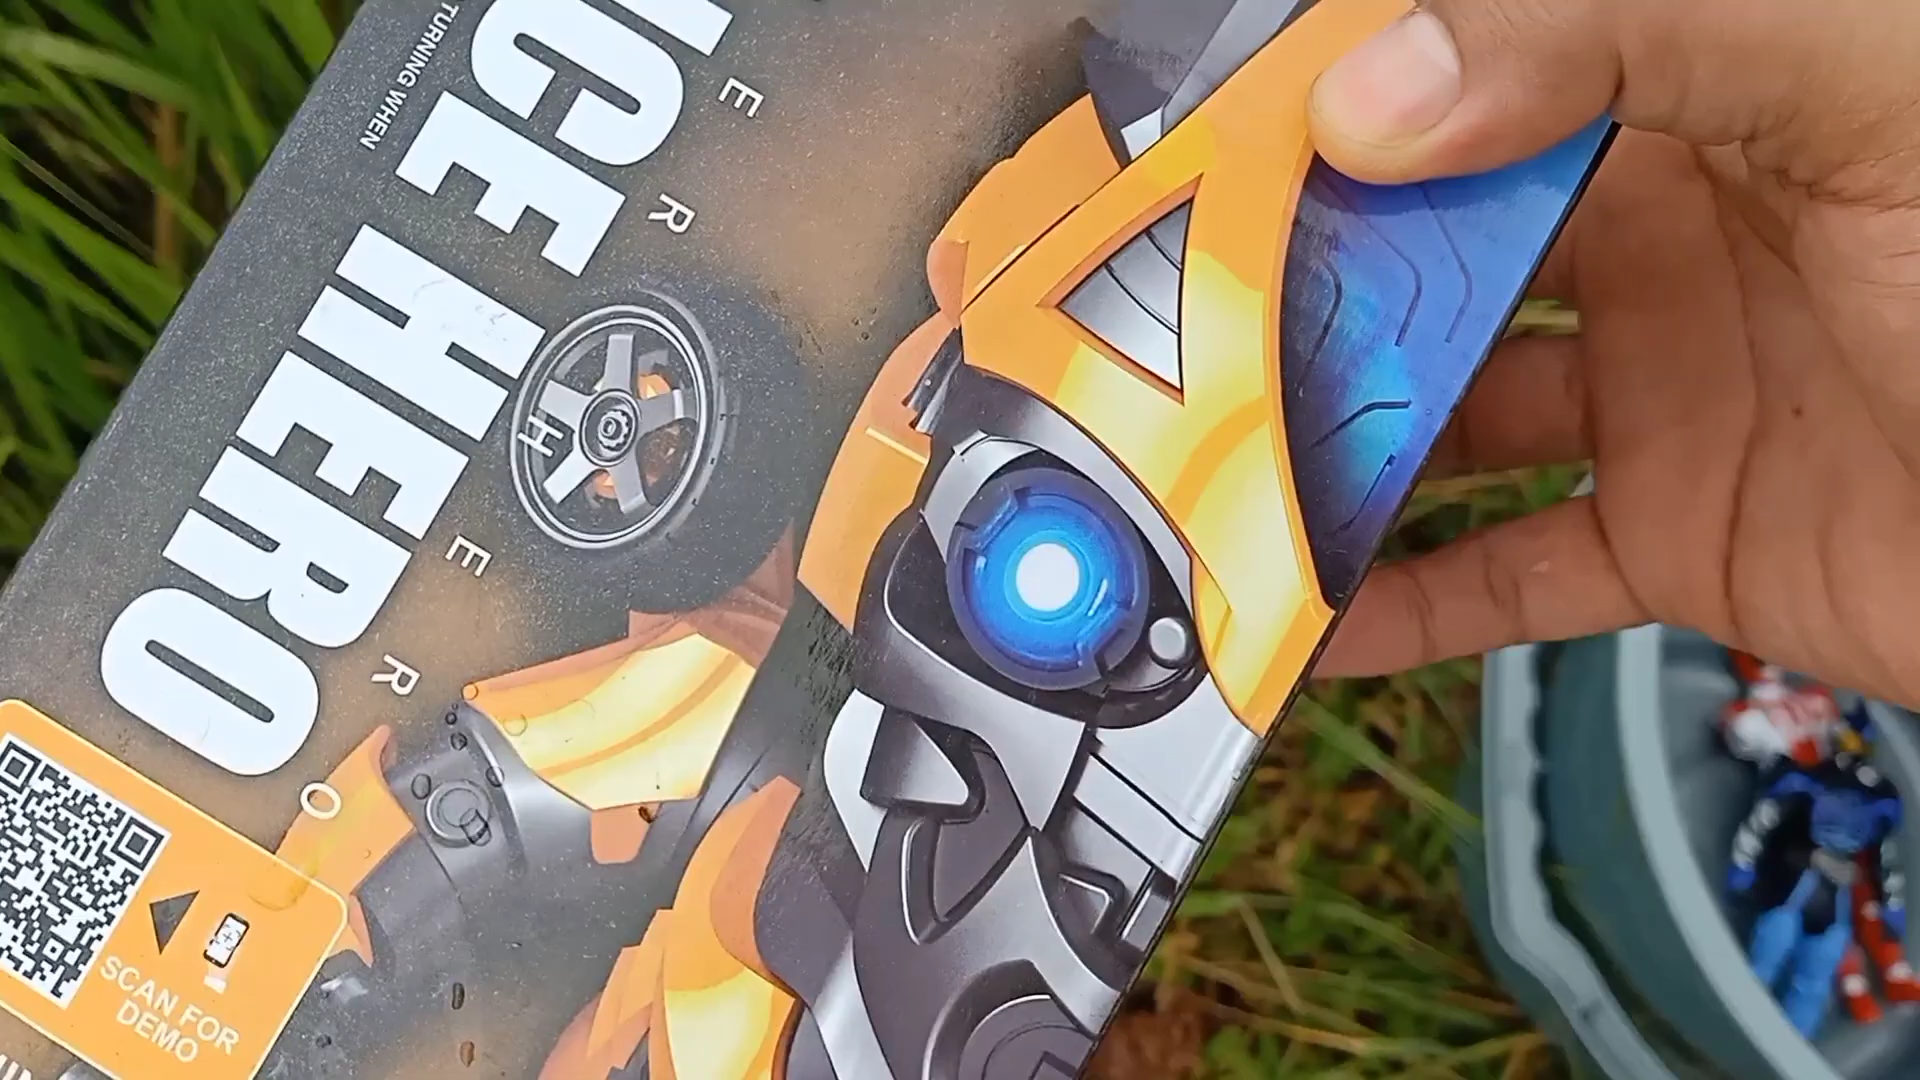 E R H E R O
ICE HERO
TURNING WHEN
SCAN FOR
DEMO